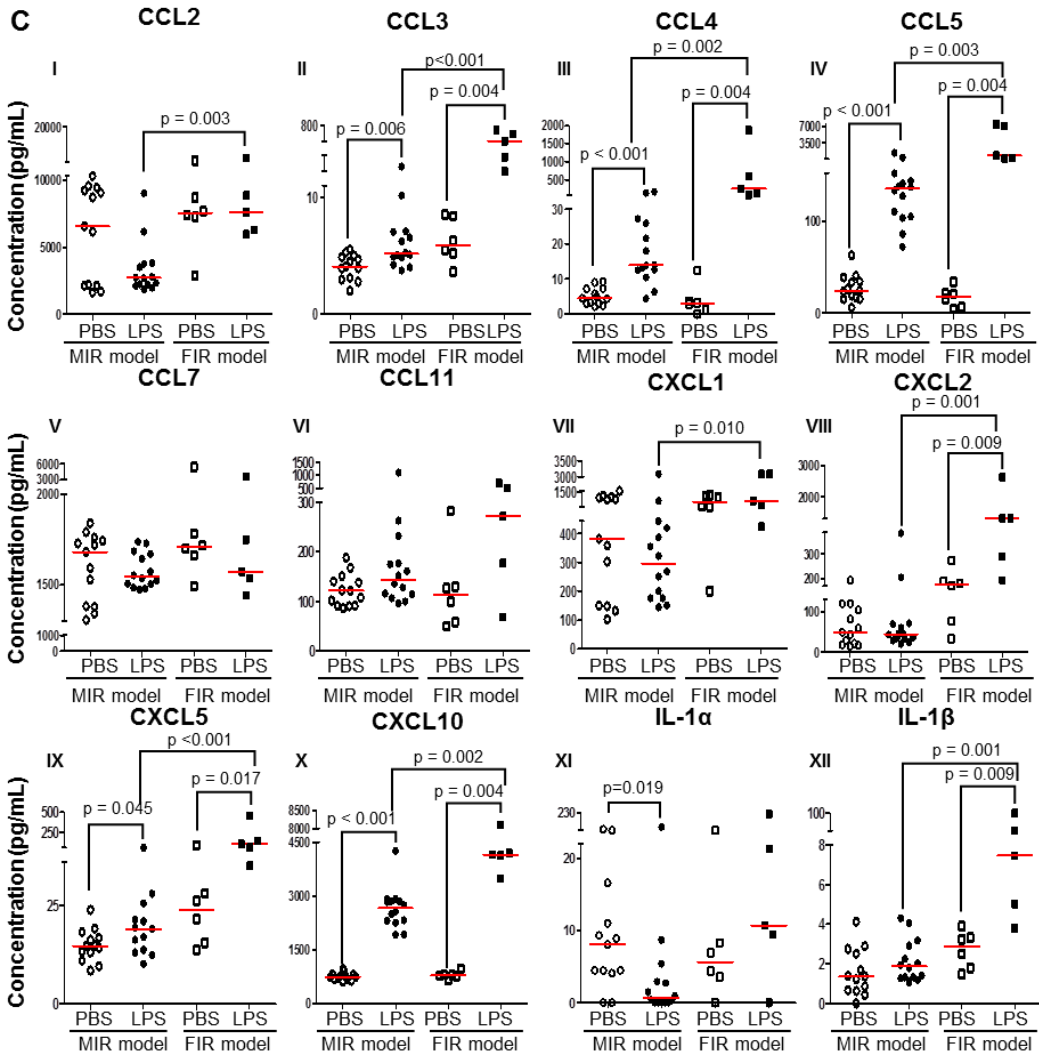 C
CCL2 CCL3 CCL4 CCL5
I II III IV
Concentration (pg/mL)
p = 0.003
20000
10000
5000
0
PBS LPS PBS LPS
MIR model FIR model
p<0.001
p = 0.004
p = 0.006
800
10
0
PBS LPS PBS LPS
MIR model FIR model
p = 0.002
p = 0.004
p < 0.001
2000
1500
1000
500
40
30
20
10
0
PBS LPS PBS LPS
MIR model FIR model
p = 0.003
p = 0.004
p < 0.001
7000
3500
100
0
PBS LPS PBS LPS
MIR model FIR model
CCL7 CCL11 CXCL1 CXCL2
V VI VII VIII
Concentration (pg/mL)
6000
4500
3000
2000
1500
1000
0
PBS LPS PBS LPS
MIR model FIR model
1500
1000
500
300
200
100
0
PBS LPS PBS LPS
MIR model FIR model
p = 0.010
3500
3000
2500
1500
400
300
200
100
0
PBS LPS PBS LPS
MIR model FIR model
p = 0.001
p = 0.009
3000
2000
300
200
100
0
PBS LPS PBS LPS
MIR model FIR model
CXCL5 CXCL10 IL-1α IL-1β
IX X XI XII
Concentration (pg/mL)
p <0.001
p = 0.017
p = 0.045
500
250
50
25
0
PBS LPS PBS LPS
MIR model FIR model
p = 0.002
p = 0.004
p < 0.001
8500
8000
4500
3000
1500
0
PBS LPS PBS LPS
MIR model FIR model
p=0.019
230
20
10
0
PBS LPS PBS LPS
MIR model FIR model
p = 0.001
p = 0.009
100
8
6
4
2
0
PBS LPS PBS LPS
MIR model FIR model